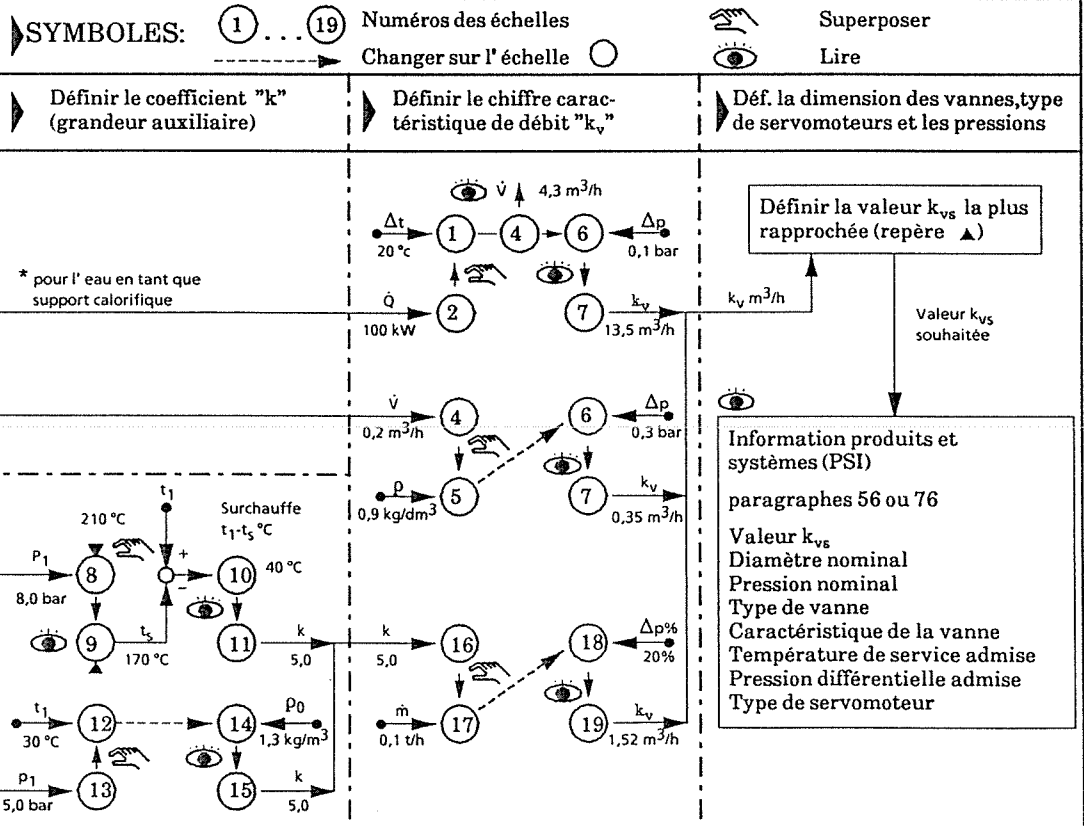 SYMBOLES: 1 . . . 19 Numéros des échelles Superposer
Changer sur l' échelle Lire
Définir le coefficient "k"
(grandeur auxiliaire)
Définir le chiffre carac-
téristique de débit "kv"
Déf. la dimension des vannes,type
de servomoteurs et les pressions
* pour l' eau en tant que
support calorifique
V̇ 4,3 m³/h
Δt 1 4 6 Δp
20 °c 0,1 bar
Q̇ 2 7 kv
100 kW 13,5 m³/h
kv m³/h
Définir la valeur kvs la plus
rapprochée (repère ▲)
Valeur kvs
souhaitée
V̇ 4 6 Δp
0,2 m³/h 0,3 bar
ρ 5 7 kv
0,9 kg/dm³ 0,35 m³/h
t1
210 °C
Surchauffe
t1-ts °C
P1 8 + - 10 40 °C
8,0 bar
9 ts 11 k
170 °C 5,0
k 16 18 Δp%
5,0 20%
ṁ 17 19 kv
0,1 t/h 1,52 m³/h
t1 12 14 ρ0
30 °C 1,3 kg/m³
p1 13 15 k
5,0 bar 5,0
Information produits et
systèmes (PSI)
paragraphes 56 ou 76
Valeur kvs
Diamètre nominal
Pression nominal
Type de vanne
Caractéristique de la vanne
Température de service admise
Pression différentielle admise
Type de servomoteur